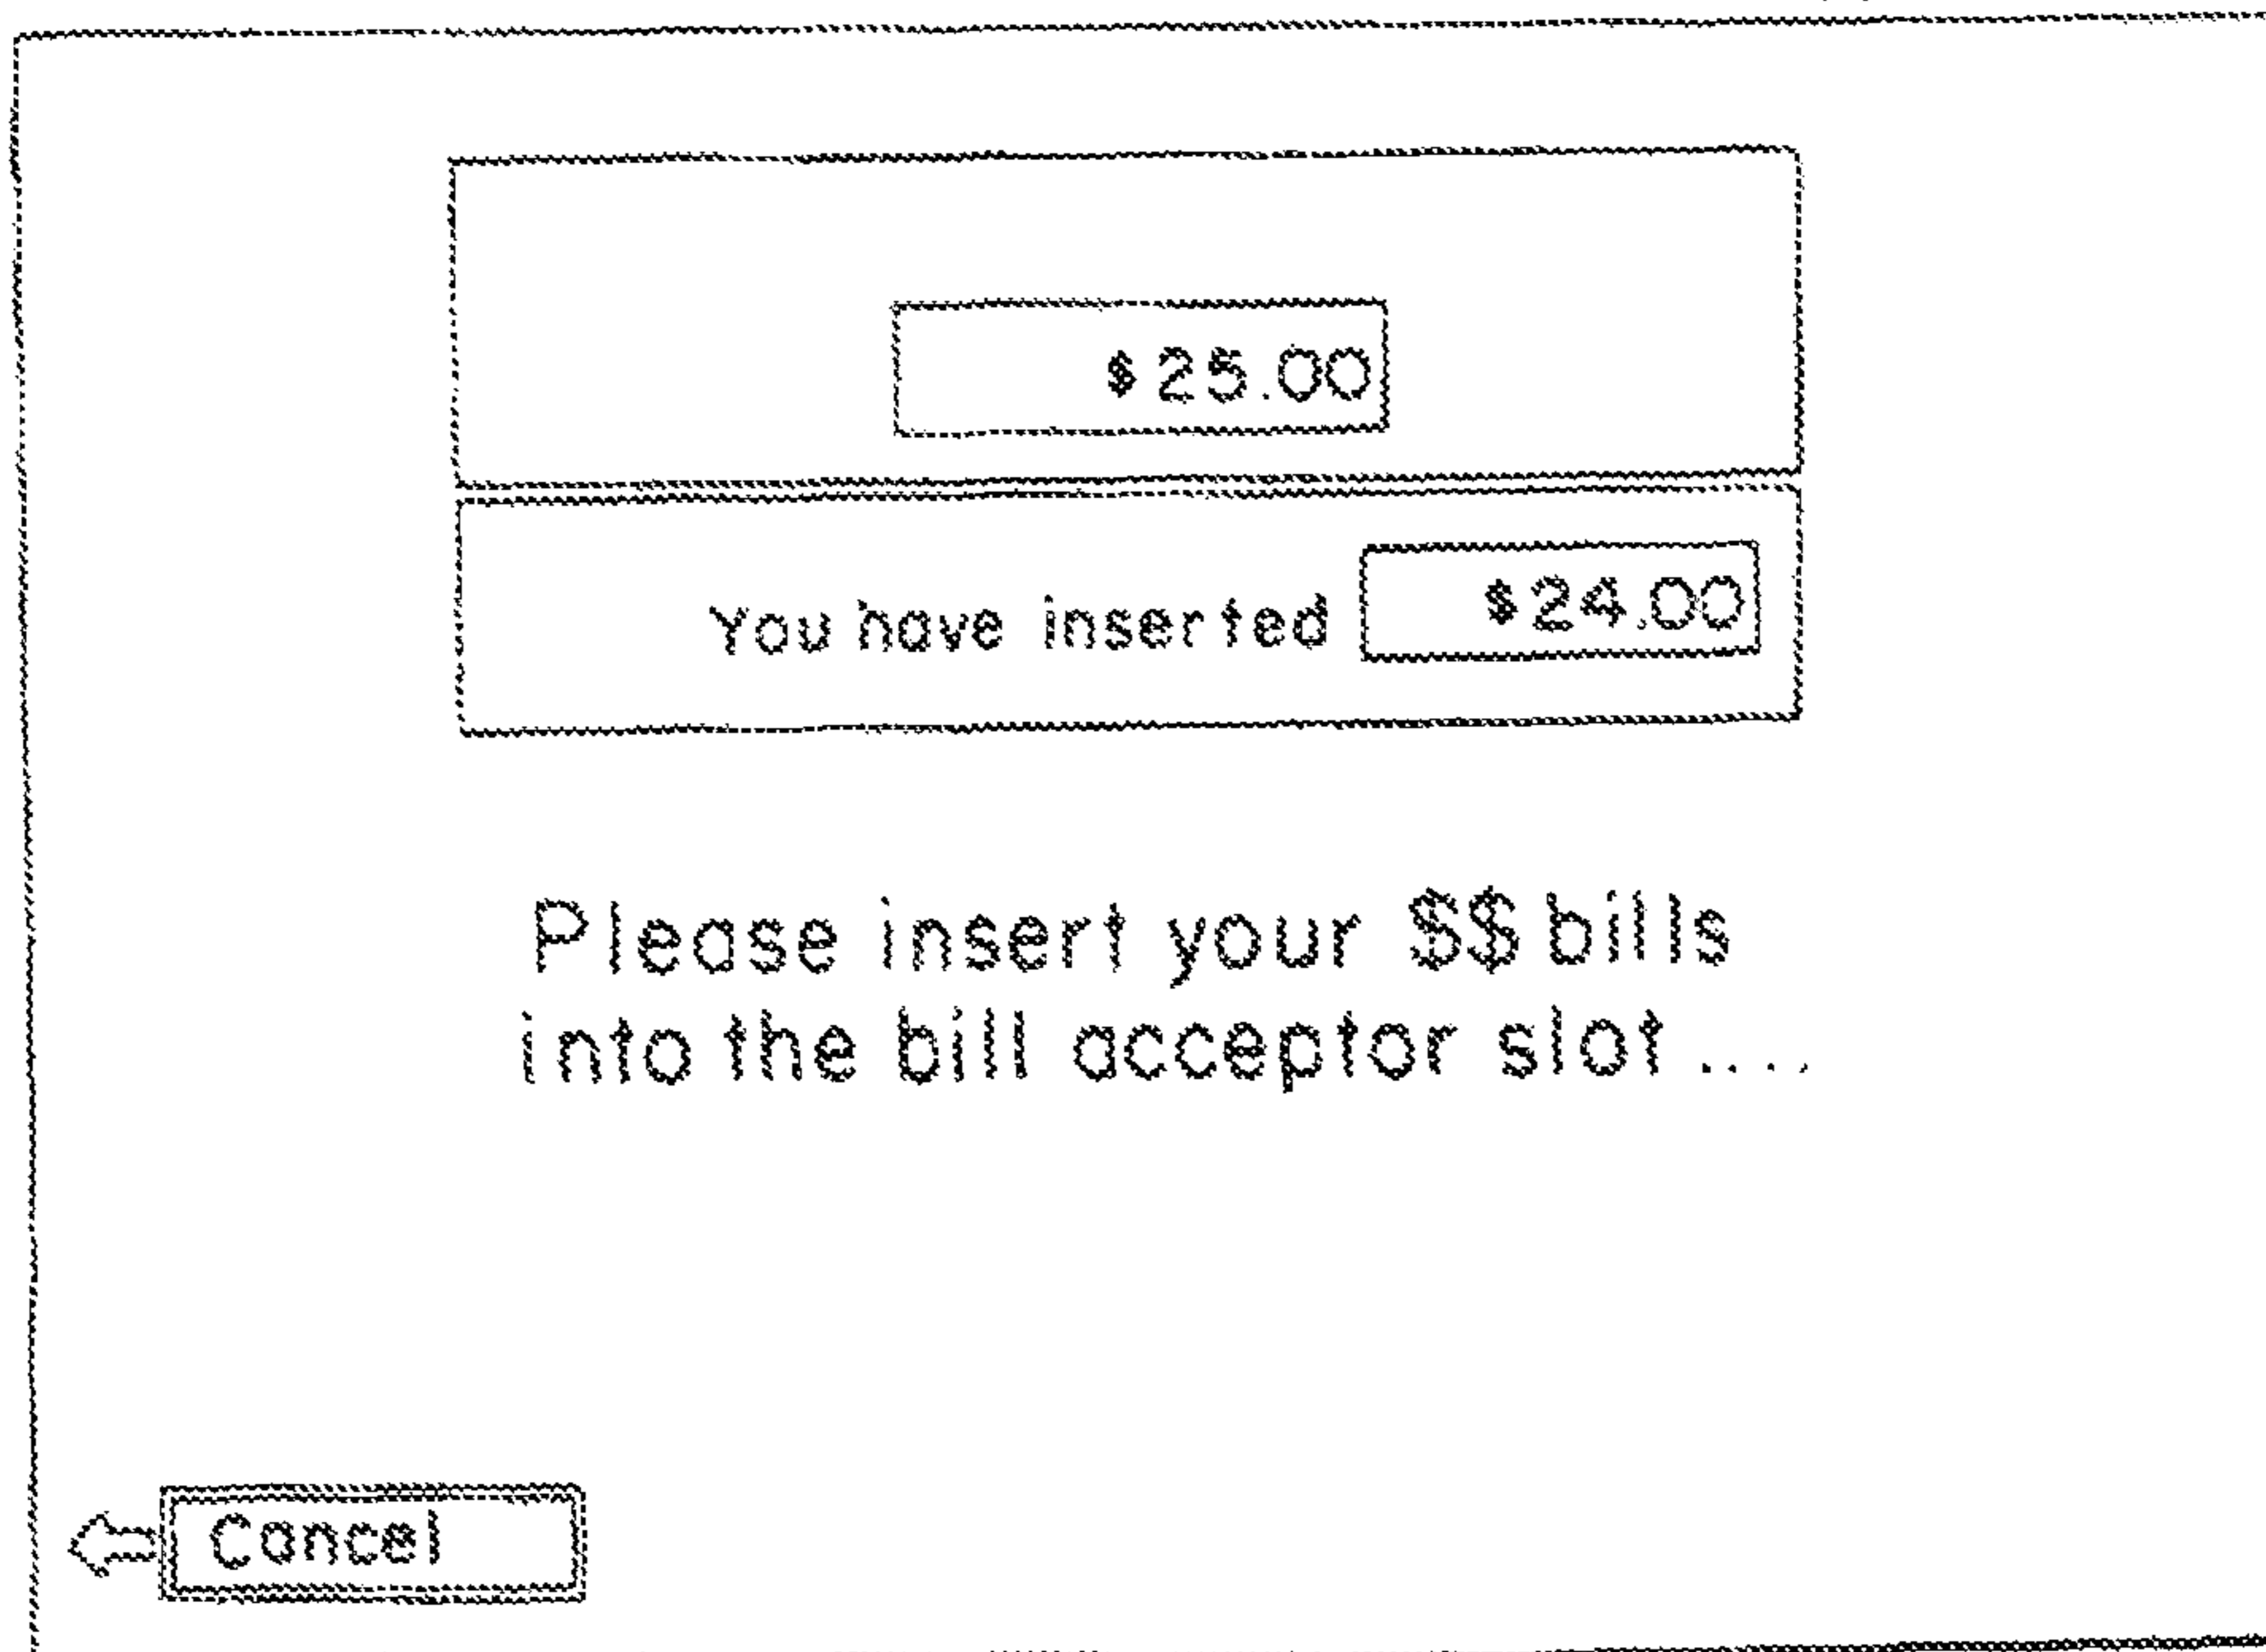 $25.00
You have inserted $24.00
Please insert your $$ bills
into the bill acceptor slot....
Cancel